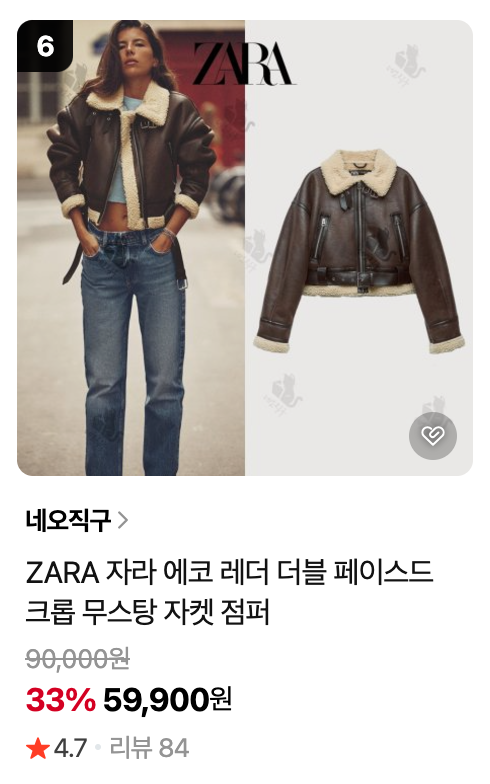 6
ZARA
네오직구
ZARA 자라 에코 레더 더블 페이스드
크롭 무스탕 자켓 점퍼
90,000원
33% 59,900원
4.7 리뷰 84